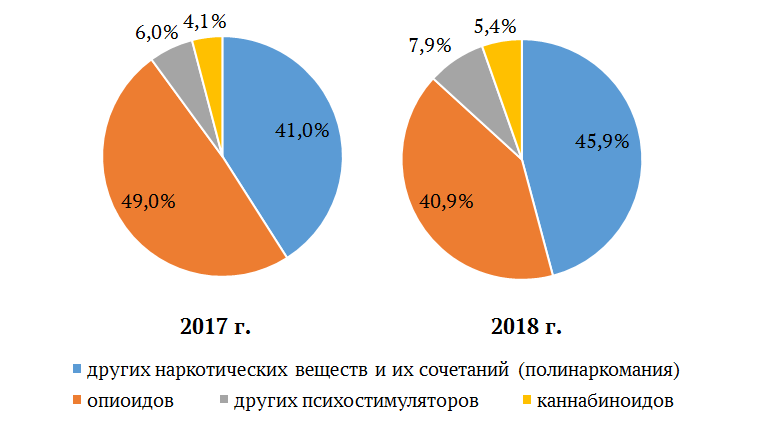 4,1%
6,0%
41,0%
49,0%
5,4%
7,9%
45,9%
40,9%
2017 г.
2018 г.
других наркотических веществ и их сочетаний (полинаркомания)
опиоидов
других психостимуляторов
каннабиноидов